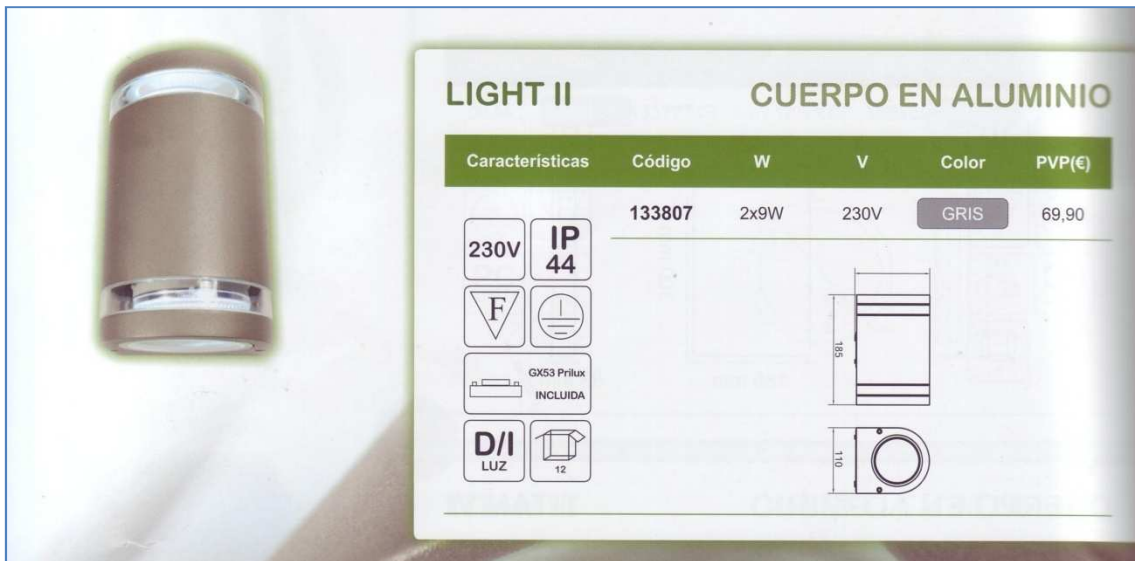 LIGHT II CUERPO EN ALUMINIO
Características Código W V Color PVP(€)
133807 2x9W 230V GRIS 69,90
230V IP
44
F
GX53 Prilux
INCLUIDA
D/I
LUZ
12
185
110